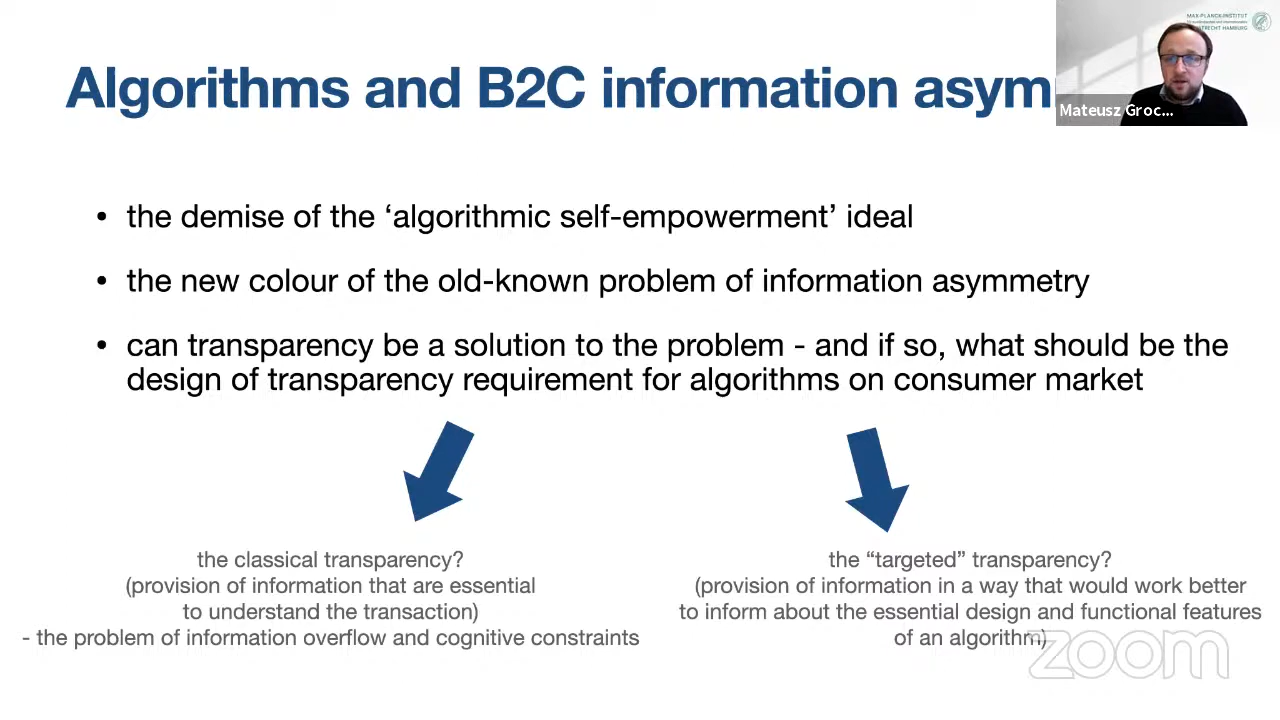 MAX-PLANCK-INSTITUT
Algorithms and B2C information asym
Mateusz Groc...
• the demise of the ‘algorithmic self-empowerment’ ideal
• the new colour of the old-known problem of information asymmetry
• can transparency be a solution to the problem - and if so, what should be the
design of transparency requirement for algorithms on consumer market
the classical transparency?
(provision of information that are essential
to understand the transaction)
- the problem of information overflow and cognitive constraints
the “targeted” transparency?
(provision of information in a way that would work better
to inform about the essential design and functional features
of an algorithm)
zoom